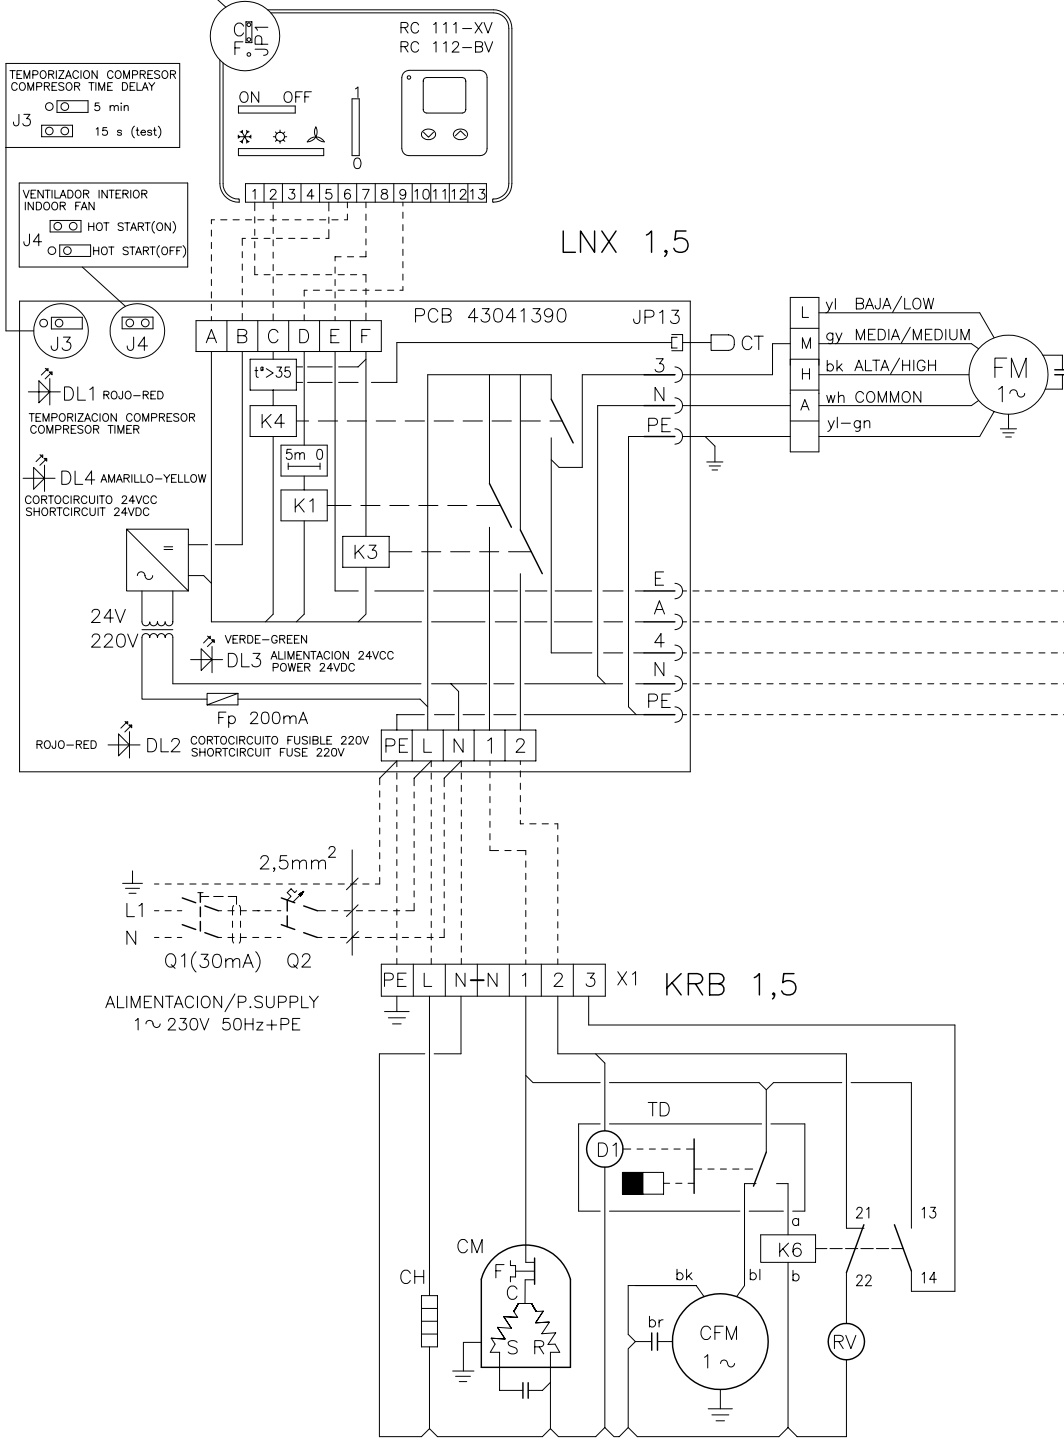 C
F
JP1
RC 111-XV
RC 112-BV
ON OFF
1
0
1 2 3 4 5 6 7 8 9 10 11 12 13
TEMPORIZACION COMPRESOR
COMPRESOR TIME DELAY
J3
5 min
15 s (test)
VENTILADOR INTERIOR
INDOOR FAN
J4
HOT START(ON)
HOT START(OFF)
LNX 1,5
J3
J4
A B C D E F
PCB 43041390
JP13
CT
3
N
PE
L yl BAJA/LOW
M gy MEDIA/MEDIUM
H bk ALTA/HIGH
A wh COMMON
yl-gn
FM
1~
DL1 ROJO-RED
TEMPORIZACION COMPRESOR
COMPRESOR TIMER
DL4 AMARILLO-YELLOW
CORTOCIRCUITO 24VCC
SHORTCIRCUIT 24VDC
tª>35
K4
5m 0
K1
K3
=
~
24V
220V
VERDE-GREEN
DL3 ALIMENTACION 24VCC
POWER 24VDC
Fp 200mA
ROJO-RED
DL2 CORTOCIRCUITO FUSIBLE 220V
SHORTCIRCUIT FUSE 220V
E
A
4
N
PE
PE L N 1 2
2,5mm2
L1
N
Q1(30mA) Q2
ALIMENTACION/P.SUPPLY
1~230V 50Hz+PE
PE L N N 1 2 3 X1
KRB 1,5
TD
D1
a
K6
b
21
22
13
14
RV
CH
CM
F
C
S R
bk
br
bl
CFM
1 ~